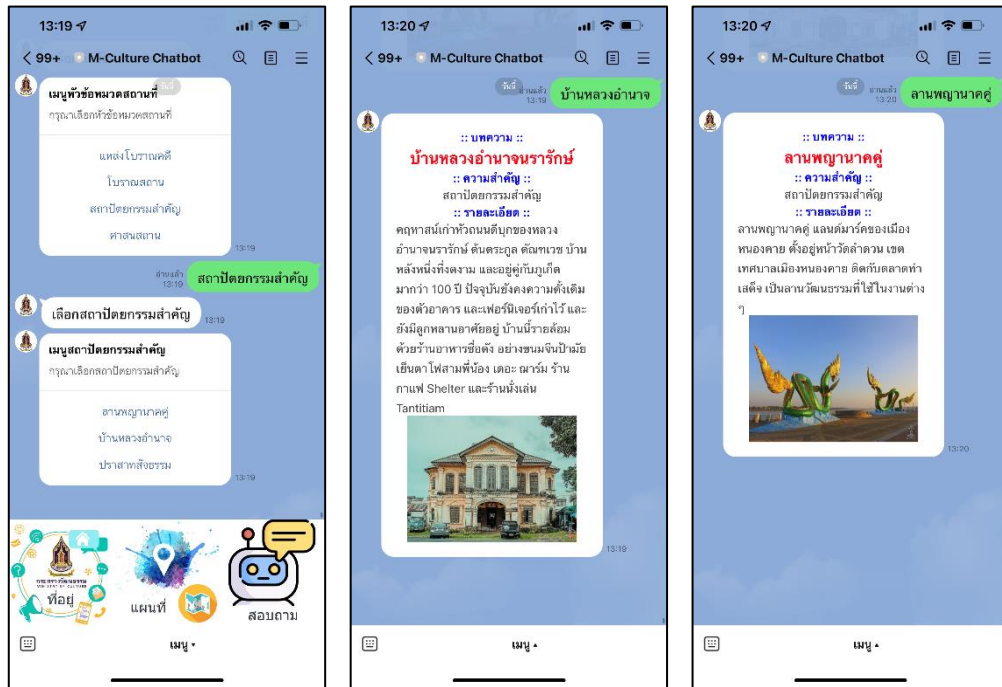 13:19
99+ M-Culture Chatbot
วันนี้
เมนูหัวข้อหมวดสถานที่
กรุณาเลือกหัวข้อหมวดสถานที่
แหล่งโบราณคดี
โบราณสถาน
สถาปัตยกรรมสำคัญ
ศาสนสถาน
13:19
อ่านแล้ว
13:19
สถาปัตยกรรมสำคัญ
เลือกสถาปัตยกรรมสำคัญ
13:19
เมนูสถาปัตยกรรมสำคัญ
กรุณาเลือกสถาปัตยกรรมสำคัญ
ลานพญานาคคู่
บ้านหลวงอำนาจ
ปราสาทสัจธรรม
13:19
กระทรวงวัฒนธรรม
ที่อยู่
แผนที่
สอบถาม
เมนู
13:20
99+ M-Culture Chatbot
วันนี้
อ่านแล้ว
13:19
บ้านหลวงอำนาจ
:: บทความ ::
บ้านหลวงอำนาจนรารักษ์
:: ความสำคัญ ::
สถาปัตยกรรมสำคัญ
:: รายละเอียด ::
คฤหาสน์เก่าหัวถนนดีบุกของหลวง
อำนาจนรารักษ์ ต้นตระกูล ตัณฑเวช บ้าน
หลังหนึ่งที่งดงาม และอยู่คู่กับภูเก็ต
มากว่า 100 ปี ปัจจุบันยังคงความดั้งเดิม
ของตัวอาคาร และเฟอร์นิเจอร์เก่าไว้ และ
ยังมีลูกหลานอาศัยอยู่ บ้านนี้รายล้อม
ด้วยร้านอาหารชื่อดัง อย่างขนมจีนป้ามัย
เย็นตาโฟสามพี่น้อง เดอะ ฌาร์ม ร้าน
กาแฟ Shelter และร้านนั่งเล่น
Tantitiam
13:19
เมนู
13:20
99+ M-Culture Chatbot
วันนี้
อ่านแล้ว
13:20
ลานพญานาคคู่
:: บทความ ::
ลานพญานาคคู่
:: ความสำคัญ ::
สถาปัตยกรรมสำคัญ
:: รายละเอียด ::
ลานพญานาคคู่ แลนด์มาร์คของเมือง
หนองคาย ตั้งอยู่หน้าวัดลำดวน เขต
เทศบาลเมืองหนองคาย ติดกับตลาดท่า
เสด็จ เป็นลานวัฒนธรรมที่ใช้ในงานต่าง
ๆ
13:20
เมนู